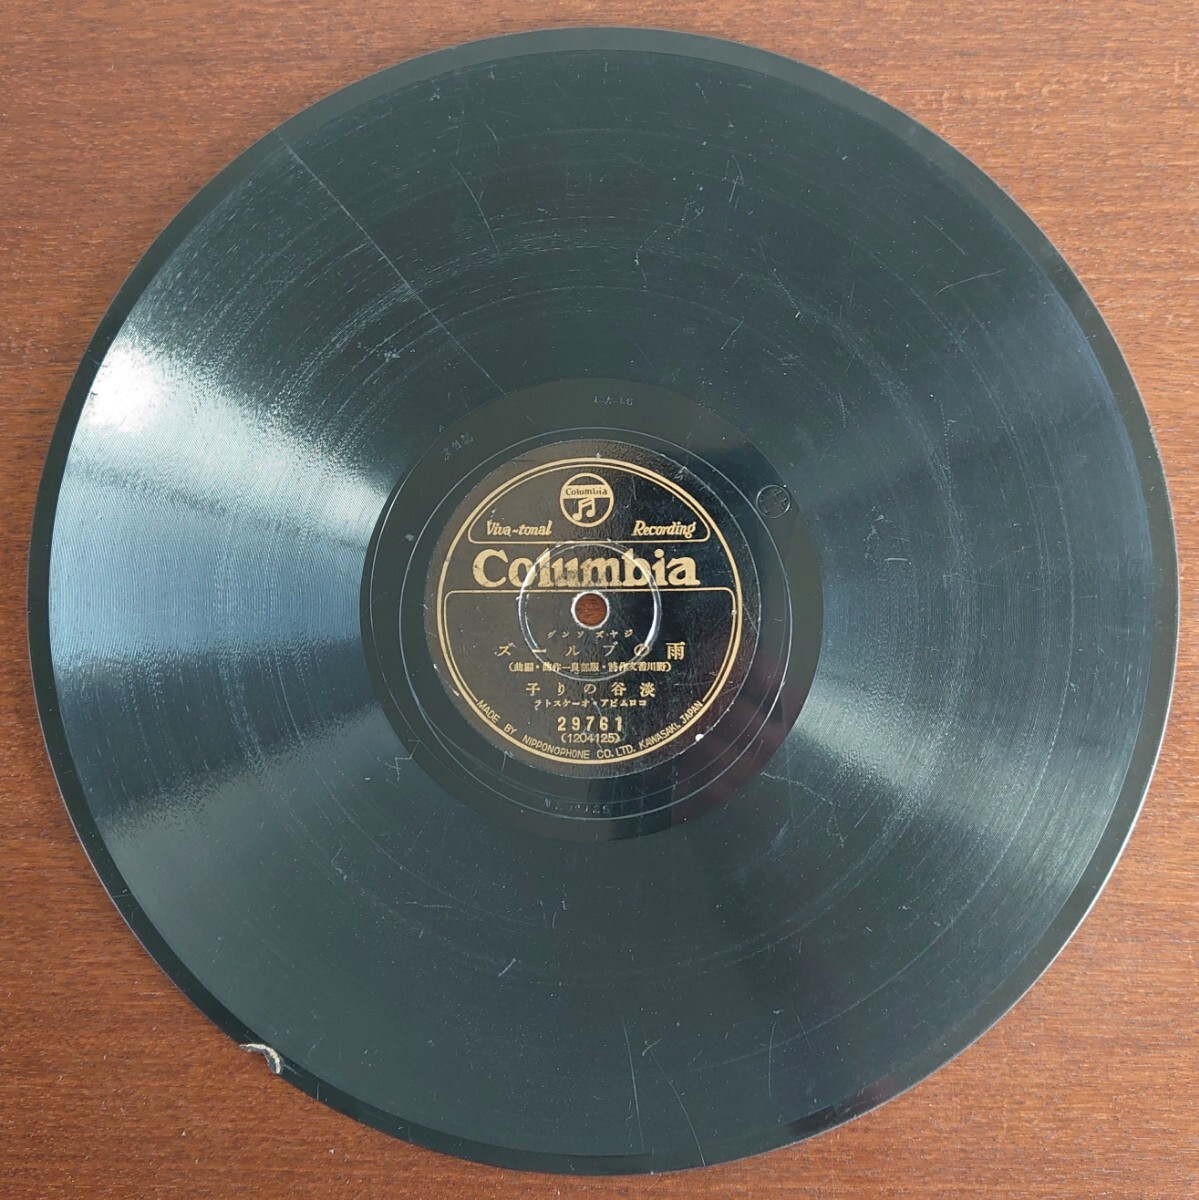 Columbia
Viva-tonal Recording
Columbia
ジヤズ ソング
雨のブルース
(野川香文作詩・服部良一作曲・編曲)
淡谷のり子
コロムビア・オーケストラ
29761
(1204125)
MADE BY NIPPONOPHONE CO., LTD. KAWASAKI, JAPAN